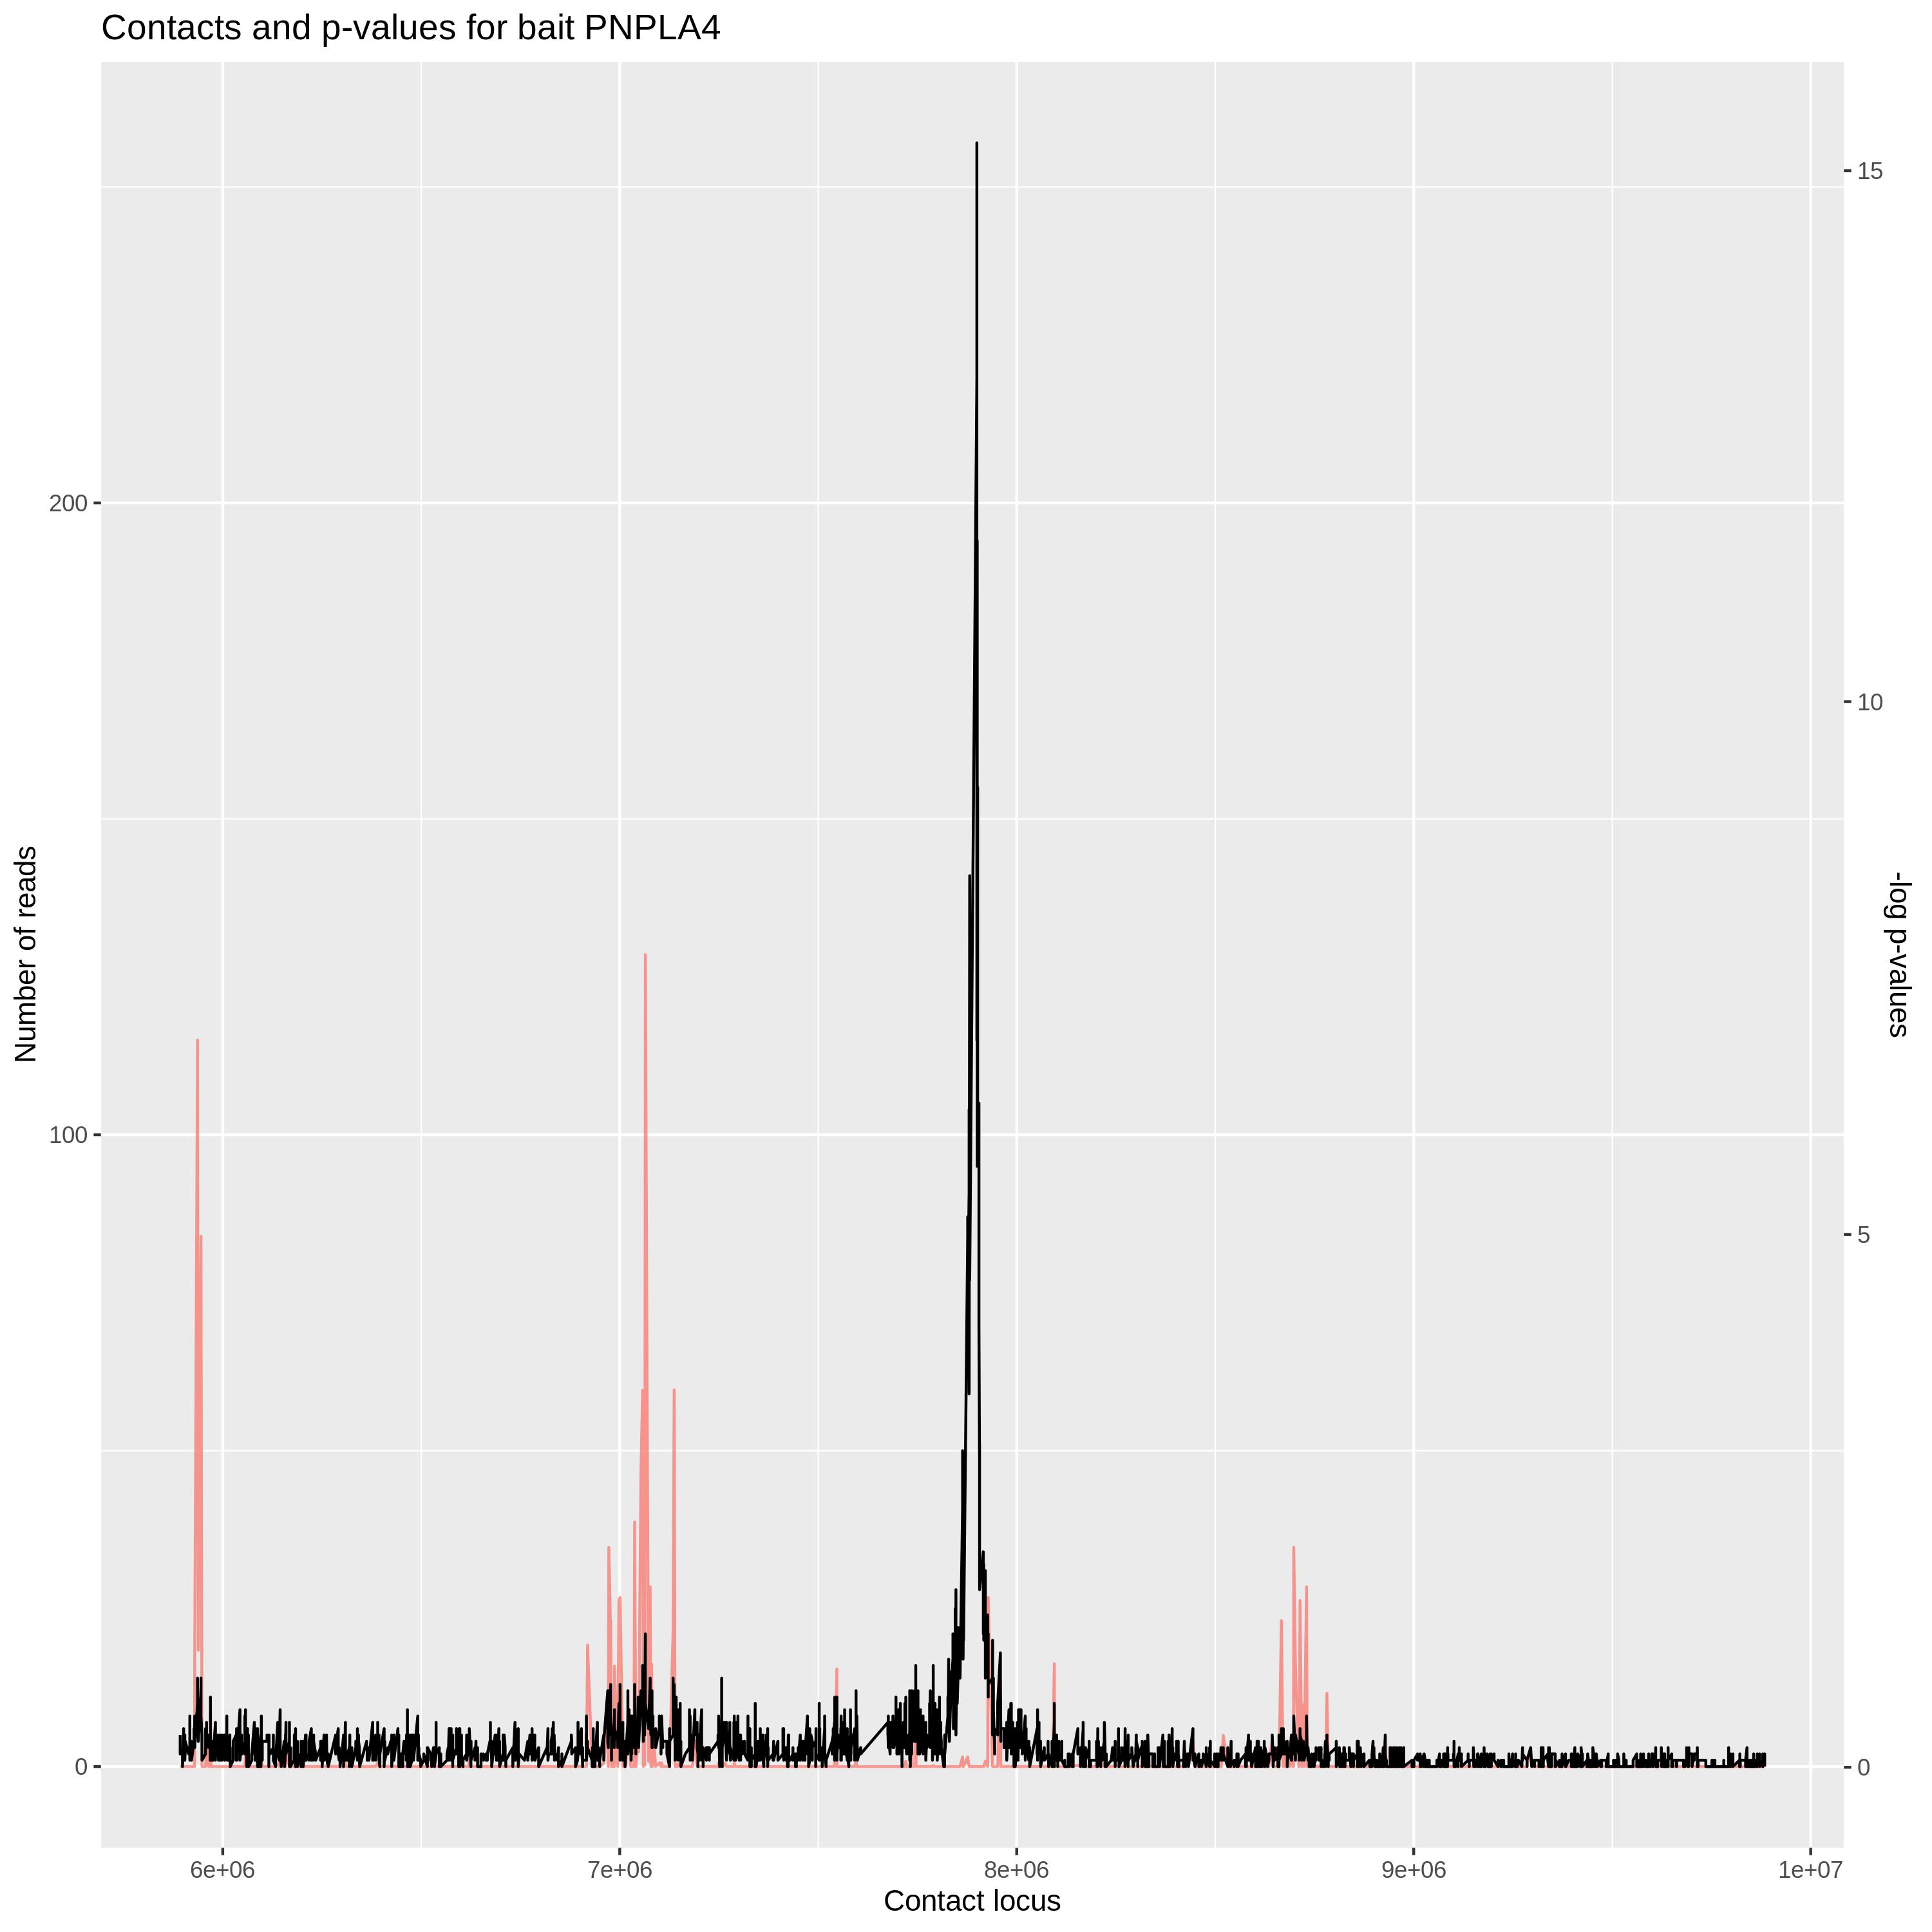 Contacts and p-values for bait PNPLA4
Number of reads
200
100
0
15
10
5
0
-log p-values
6e+06 7e+06 8e+06 9e+06 1e+07
Contact locus